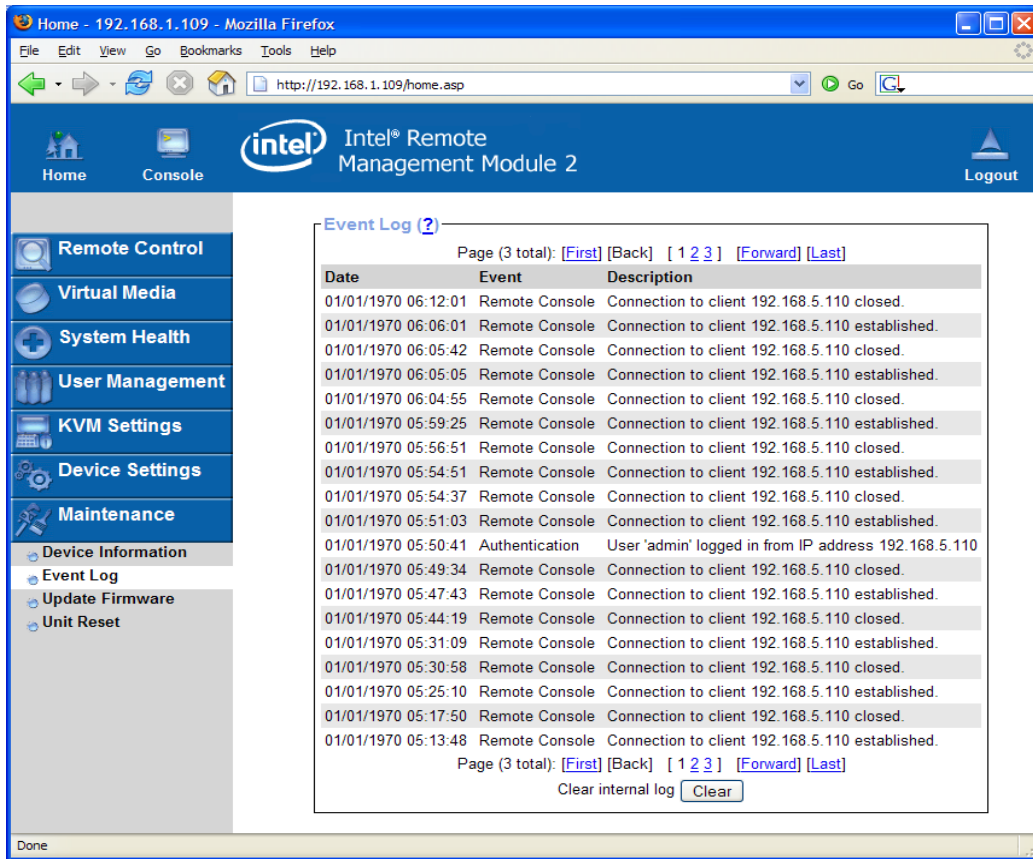 Home - 192.168.1.109 - Mozilla Firefox
File Edit View Go Bookmarks Tools Help
http://192.168.1.109/home.asp Go G
Home Console intel® Intel® Remote Management Module 2 Logout
Remote Control
Virtual Media
System Health
User Management
KVM Settings
Device Settings
Maintenance
Device Information
Event Log
Update Firmware
Unit Reset
Event Log (?)
Page (3 total): [First] [Back] [ 1 2 3 ] [Forward] [Last]
Date Event Description
01/01/1970 06:12:01 Remote Console Connection to client 192.168.5.110 closed.
01/01/1970 06:06:01 Remote Console Connection to client 192.168.5.110 established.
01/01/1970 06:05:42 Remote Console Connection to client 192.168.5.110 closed.
01/01/1970 06:05:05 Remote Console Connection to client 192.168.5.110 established.
01/01/1970 06:04:55 Remote Console Connection to client 192.168.5.110 closed.
01/01/1970 05:59:25 Remote Console Connection to client 192.168.5.110 established.
01/01/1970 05:56:51 Remote Console Connection to client 192.168.5.110 closed.
01/01/1970 05:54:51 Remote Console Connection to client 192.168.5.110 established.
01/01/1970 05:54:37 Remote Console Connection to client 192.168.5.110 closed.
01/01/1970 05:51:03 Remote Console Connection to client 192.168.5.110 established.
01/01/1970 05:50:41 Authentication User 'admin' logged in from IP address 192.168.5.110
01/01/1970 05:49:34 Remote Console Connection to client 192.168.5.110 closed.
01/01/1970 05:47:43 Remote Console Connection to client 192.168.5.110 established.
01/01/1970 05:44:19 Remote Console Connection to client 192.168.5.110 closed.
01/01/1970 05:31:09 Remote Console Connection to client 192.168.5.110 established.
01/01/1970 05:30:58 Remote Console Connection to client 192.168.5.110 closed.
01/01/1970 05:25:10 Remote Console Connection to client 192.168.5.110 established.
01/01/1970 05:17:50 Remote Console Connection to client 192.168.5.110 closed.
01/01/1970 05:13:48 Remote Console Connection to client 192.168.5.110 established.
Page (3 total): [First] [Back] [ 1 2 3 ] [Forward] [Last]
Clear internal log Clear
Done